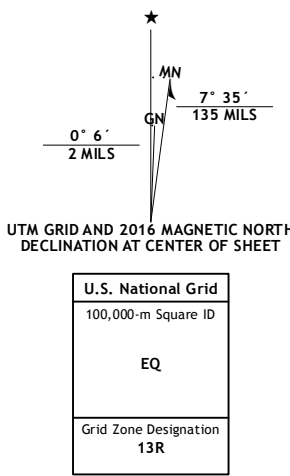 MN
GN
7° 35´
135 MILS
0° 6´
2 MILS
UTM GRID AND 2016 MAGNETIC NORTH
DECLINATION AT CENTER OF SHEET
U.S. National Grid
100,000-m Square ID
EQ
Grid Zone Designation
13R